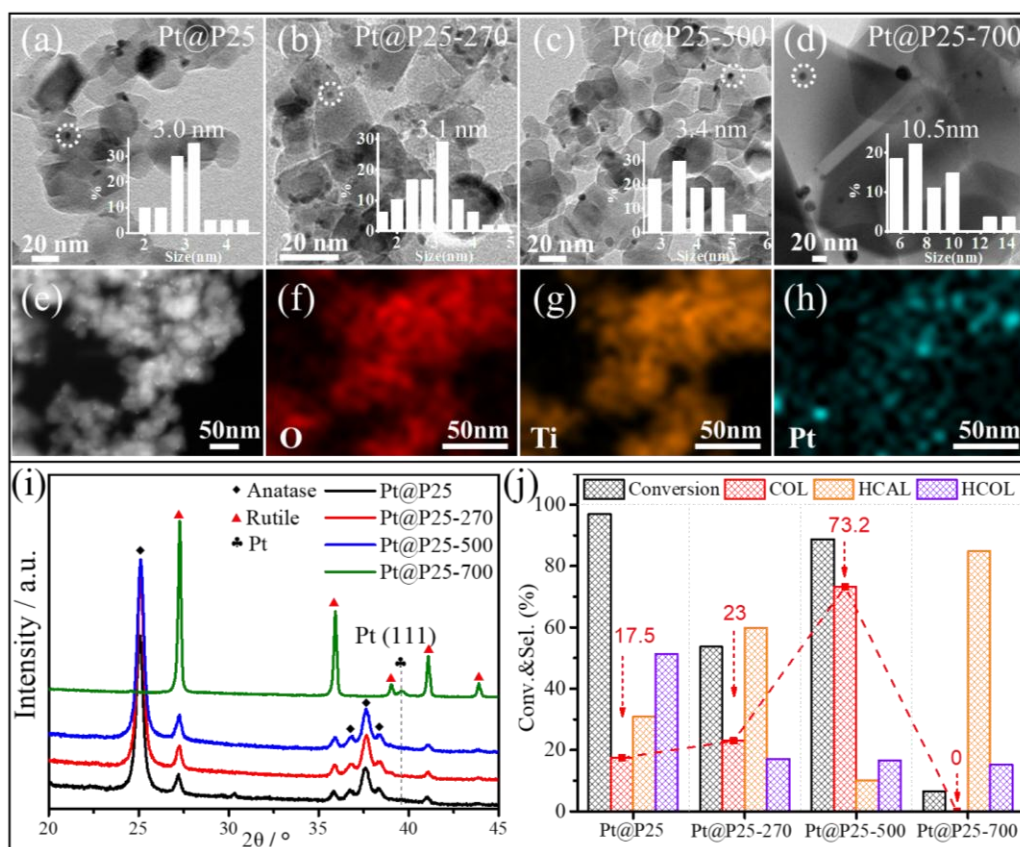 (a) Pt@P25
3.0 nm
30
20
10
0
%
2 3 4
Size(nm)
20 nm
(b) Pt@P25-270
3.1 nm
30
20
10
0
%
2 3 4 5
Size(nm)
20 nm
(c) Pt@P25-500
3.4 nm
30
20
10
0
%
3 4 5 6
Size(nm)
20 nm
(d) Pt@P25-700
10.5nm
20
10
0
%
6 8 10 12 14
Size(nm)
20 nm
(e)
50nm
(f)
O
50nm
(g)
Ti
50nm
(h)
Pt
50nm
(i)
Anatase
Rutile
Pt
Pt@P25
Pt@P25-270
Pt@P25-500
Pt@P25-700
Pt (111)
Intensity / a.u.
20 25 30 35 40 45
2θ / °
(j)
Conversion COL HCAL HCOL
100
80
60
40
20
0
Conv.&Sel. (%)
17.5
23
73.2
0
Pt@P25 Pt@P25-270 Pt@P25-500 Pt@P25-700